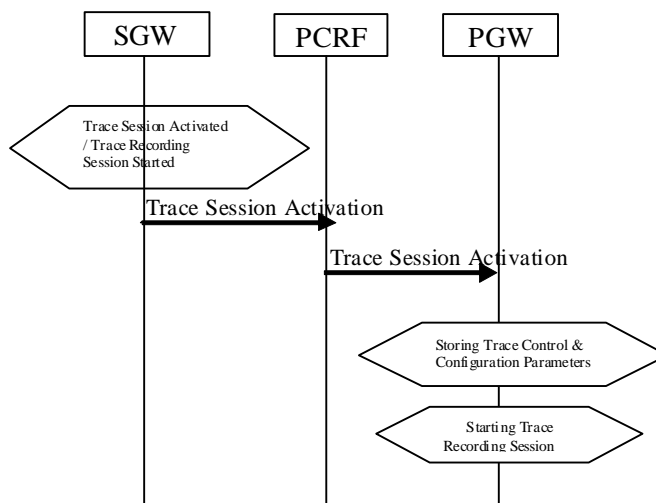 SGW
PCRF
PGW
Trace Session Activated
/ Trace Recording
Session Started
Trace Session Activation
Trace Session Activation
Storing Trace Control &
Configuration Parameters
Starting Trace
Recording Session